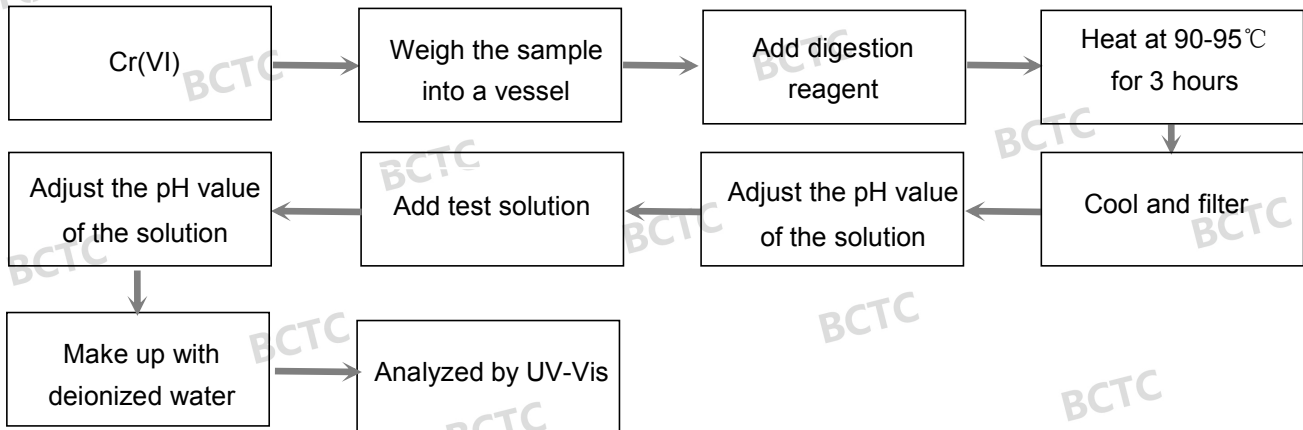 Cr(VI)
Weigh the sample
into a vessel
Add digestion
reagent
Heat at 90-95℃
for 3 hours
Cool and filter
Adjust the pH value
of the solution
Add test solution
Adjust the pH value
of the solution
Make up with
deionized water
Analyzed by UV-Vis
BCTC
BCTC
BCTC
BCTC
BCTC
BCTC
BCTC
BCTC
BCTC
BCTC
BCTC